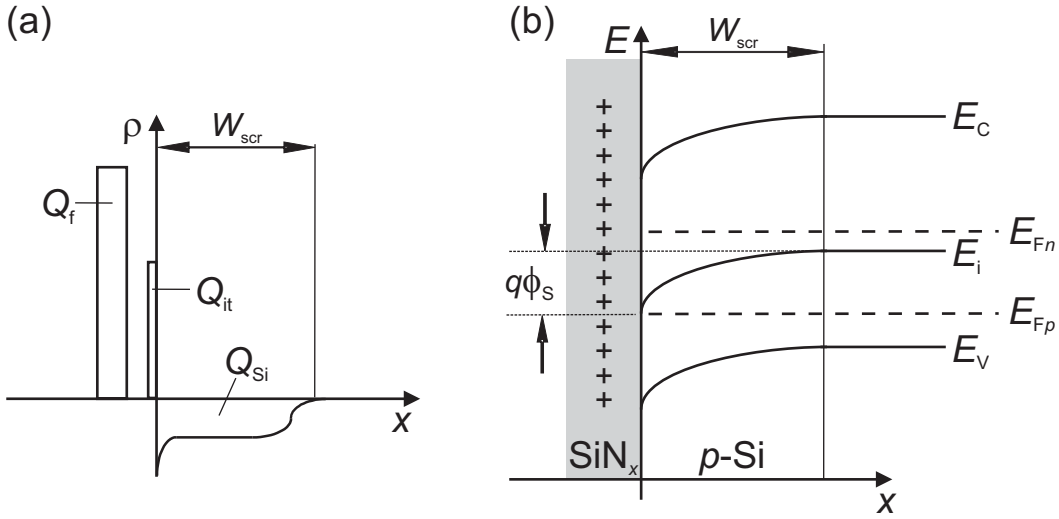 (a)
ρ
W_scr
Q_f
Q_it
Q_Si
x
(b)
E
W_scr
E_C
E_Fn
E_i
qϕ_S
E_Fp
E_V
+
+
+
+
+
+
+
+
+
+
+
+
+
SiN_x
p-Si
x